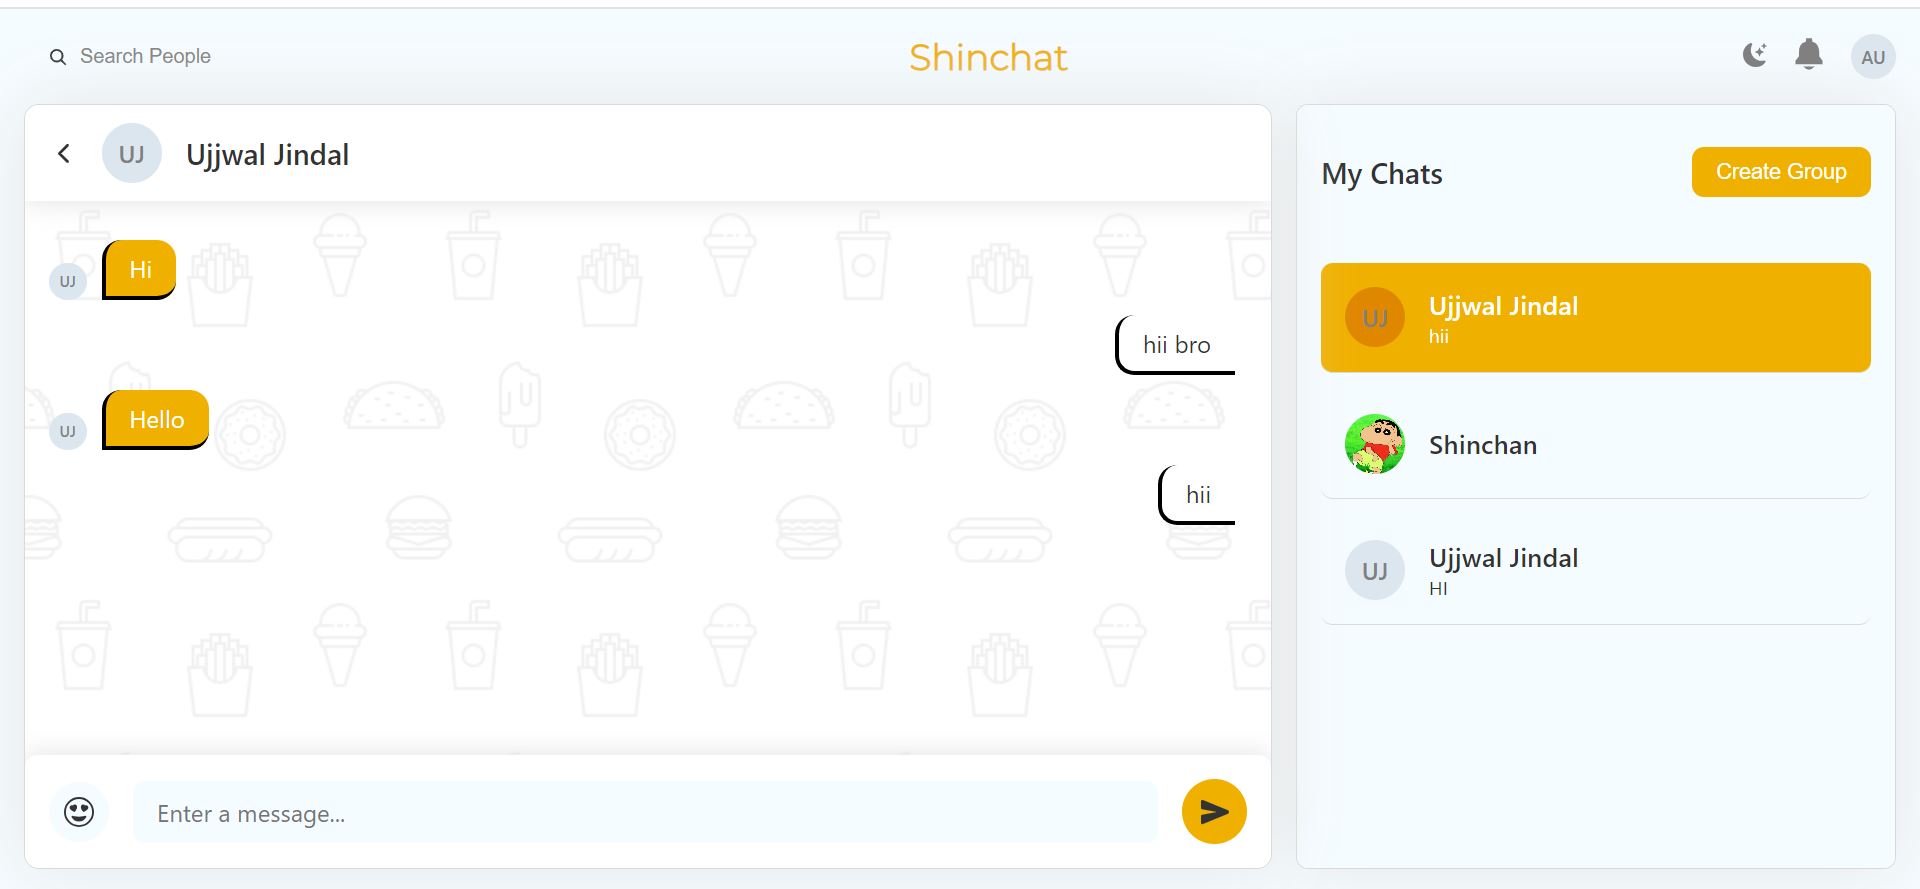 Search People
Shinchat
AU
UJ
Ujjwal Jindal
Hi
UJ
hii bro
Hello
UJ
hii
Enter a message...
My Chats
Create Group
UJ
Ujjwal Jindal
hii
Shinchan
UJ
Ujjwal Jindal
HI